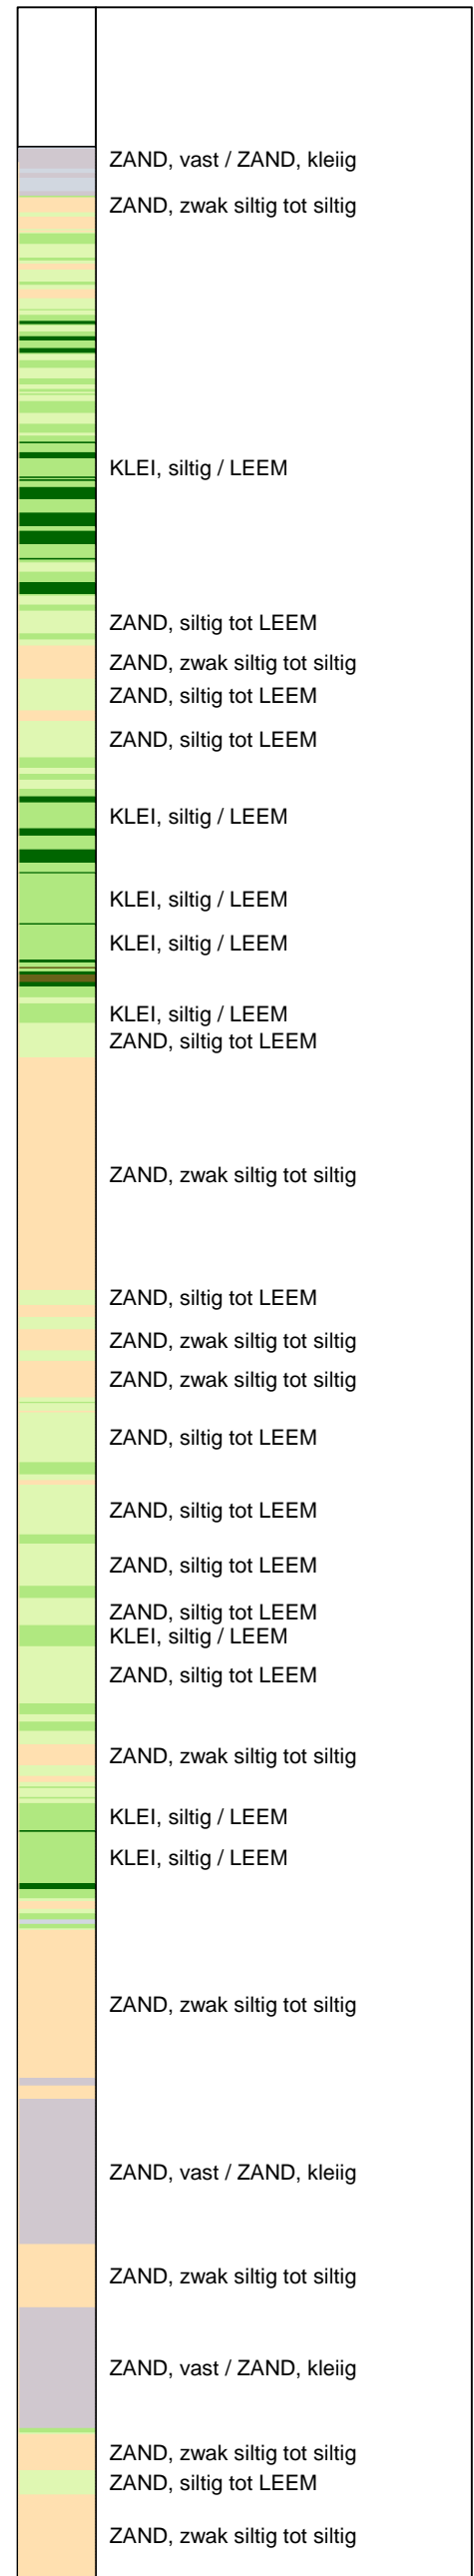 ZAND, vast / ZAND, kleiig
ZAND, zwak siltig tot siltig
KLEI, siltig / LEEM
ZAND, siltig tot LEEM
ZAND, zwak siltig tot siltig
ZAND, siltig tot LEEM
ZAND, siltig tot LEEM
KLEI, siltig / LEEM
KLEI, siltig / LEEM
KLEI, siltig / LEEM
KLEI, siltig / LEEM
ZAND, siltig tot LEEM
ZAND, zwak siltig tot siltig
ZAND, siltig tot LEEM
ZAND, zwak siltig tot siltig
ZAND, zwak siltig tot siltig
ZAND, siltig tot LEEM
ZAND, siltig tot LEEM
ZAND, siltig tot LEEM
ZAND, siltig tot LEEM
KLEI, siltig / LEEM
ZAND, siltig tot LEEM
ZAND, zwak siltig tot siltig
KLEI, siltig / LEEM
KLEI, siltig / LEEM
ZAND, zwak siltig tot siltig
ZAND, vast / ZAND, kleiig
ZAND, zwak siltig tot siltig
ZAND, vast / ZAND, kleiig
ZAND, zwak siltig tot siltig
ZAND, siltig tot LEEM
ZAND, zwak siltig tot siltig